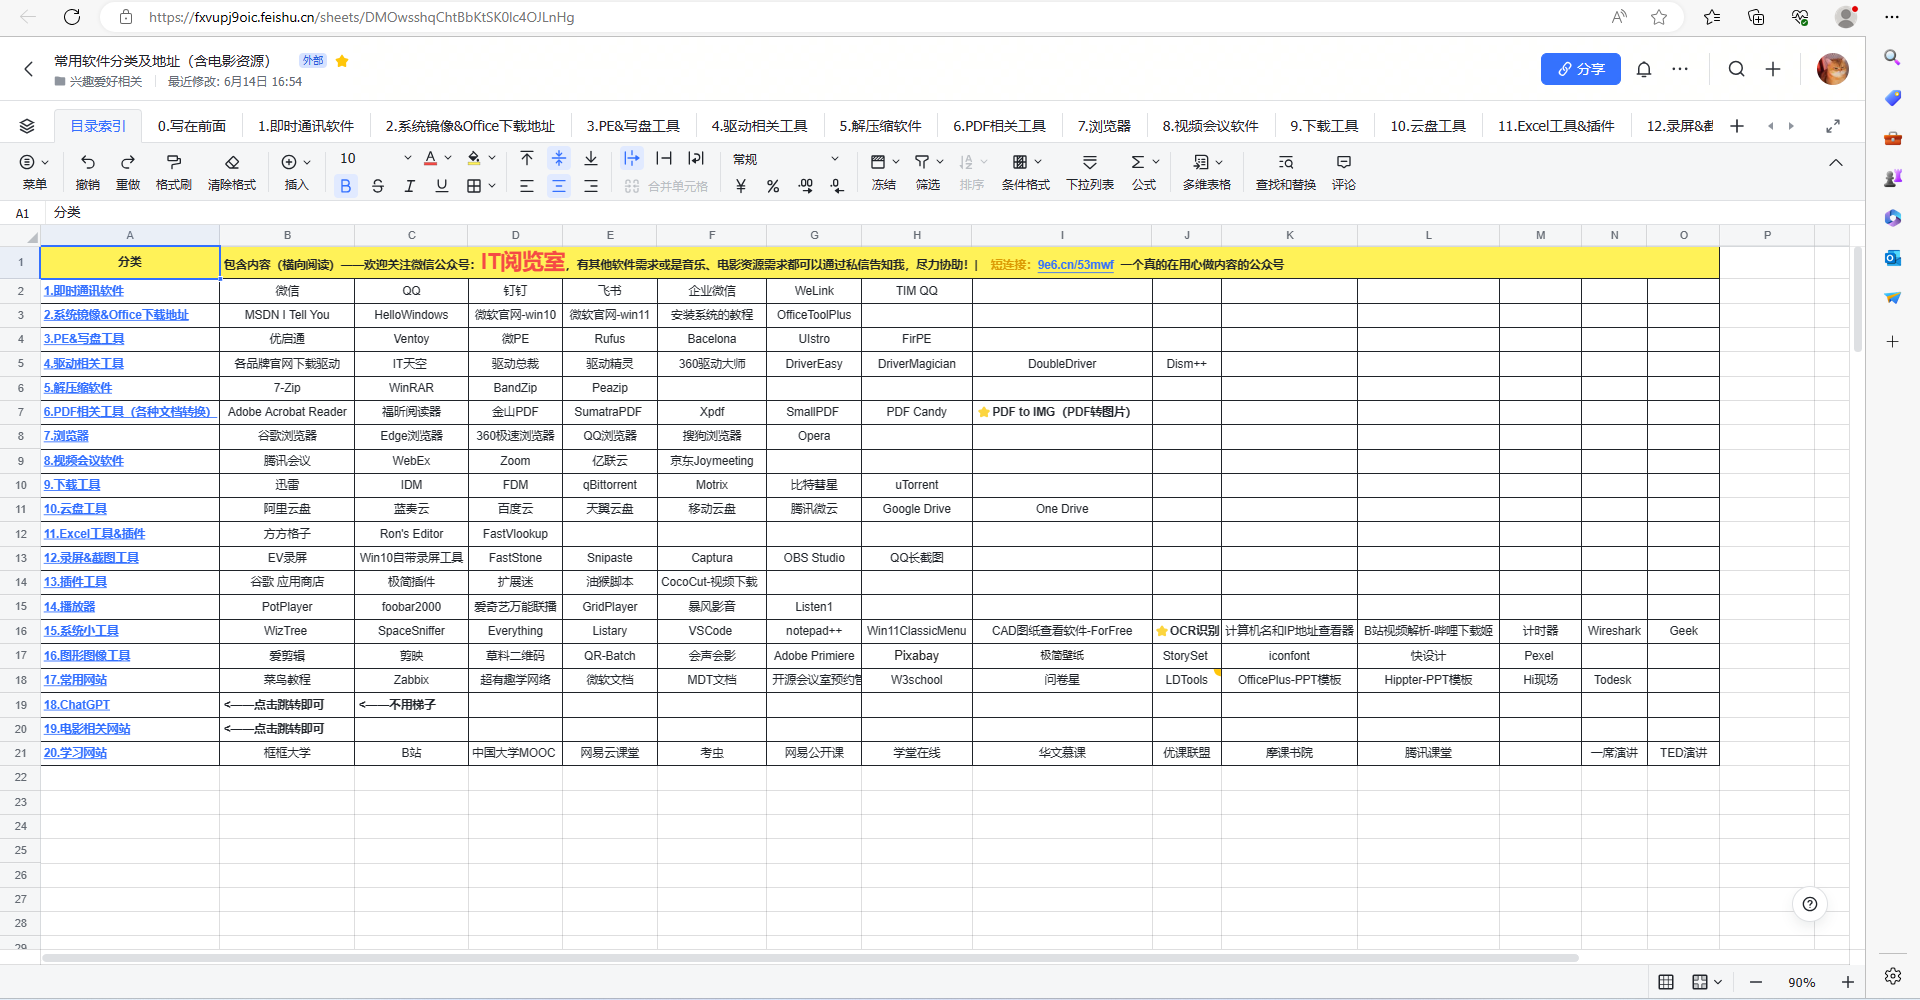 https://fxvupj9oic.feishu.cn/sheets/DMOwsshqChtBbKtSK0lc4OJLnHg
常用软件分类及地址（含电影资源） 外部
兴趣爱好相关 最近修改: 6月14日 16:54
分享
目录索引 0.写在前面 1.即时通讯软件 2.系统镜像&Office下载地址 3.PE&写盘工具 4.驱动相关工具 5.解压缩软件 6.PDF相关工具 7.浏览器 8.视频会议软件 9.下载工具 10.云盘工具 11.Excel工具&插件 12.录屏&截
10 常规
菜单 撤销 重做 格式刷 清除格式 插入 合并单元格 冻结 筛选 排序 条件格式 下拉列表 公式 多维表格 查找和替换 评论
A1 分类
A B C D E F G H I J K L M N O P
1 分类 包含内容（横向阅读）——欢迎关注微信公众号：IT阅览室，有其他软件需求或是音乐、电影资源需求都可以通过私信告知我，尽力协助！| 短连接：9e6.cn/53mwf 一个真的在用心做内容的公众号
2 1.即时通讯软件 微信 QQ 钉钉 飞书 企业微信 WeLink TIM QQ
3 2.系统镜像&Office下载地址 MSDN I Tell You HelloWindows 微软官网-win10 微软官网-win11 安装系统的教程 OfficeToolPlus
4 3.PE&写盘工具 优启通 Ventoy 微PE Rufus Bacelona UIstro FirPE
5 4.驱动相关工具 各品牌官网下载驱动 IT天空 驱动总裁 驱动精灵 360驱动大师 DriverEasy DriverMagician DoubleDriver Dism++
6 5.解压缩软件 7-Zip WinRAR BandZip Peazip
7 6.PDF相关工具（各种文档转换） Adobe Acrobat Reader 福昕阅读器 金山PDF SumatraPDF Xpdf SmallPDF PDF Candy PDF to IMG（PDF转图片）
8 7.浏览器 谷歌浏览器 Edge浏览器 360极速浏览器 QQ浏览器 搜狗浏览器 Opera
9 8.视频会议软件 腾讯会议 WebEx Zoom 亿联云 京东Joymeeting
10 9.下载工具 迅雷 IDM FDM qBittorrent Motrix 比特彗星 uTorrent
11 10.云盘工具 阿里云盘 蓝奏云 百度云 天翼云盘 移动云盘 腾讯微云 Google Drive One Drive
12 11.Excel工具&插件 方方格子 Ron's Editor FastVlookup
13 12.录屏&截图工具 EV录屏 Win10自带录屏工具 FastStone Snipaste Captura OBS Studio QQ长截图
14 13.插件工具 谷歌 应用商店 极简插件 扩展迷 油猴脚本 CocoCut-视频下载
15 14.播放器 PotPlayer foobar2000 爱奇艺万能联播 GridPlayer 暴风影音 Listen1
16 15.系统小工具 WizTree SpaceSniffer Everything Listary VSCode notepad++ Win11ClassicMenu CAD图纸查看软件-ForFree OCR识别 计算机名和IP地址查看器 B站视频解析-哔哩下载姬 计时器 Wireshark Geek
17 16.图形图像工具 爱剪辑 剪映 草料二维码 QR-Batch 会声会影 Adobe Primiere Pixabay 极简壁纸 StorySet iconfont 快设计 Pexel
18 17.常用网站 菜鸟教程 Zabbix 超有趣学网络 微软文档 MDT文档 开源会议室预约管 W3school 问卷星 LDTools OfficePlus-PPT模板 Hippter-PPT模板 Hi现场 Todesk
19 18.ChatGPT <——点击跳转即可 <——不用梯子
20 19.电影相关网站 <——点击跳转即可
21 20.学习网站 框框大学 B站 中国大学MOOC 网易云课堂 考虫 网易公开课 学堂在线 华文慕课 优课联盟 摩课书院 腾讯课堂 一席演讲 TED演讲
22
23
24
25
26
27
28
29
90%